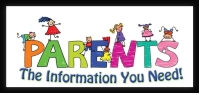 PARENTS
The Information You Need!